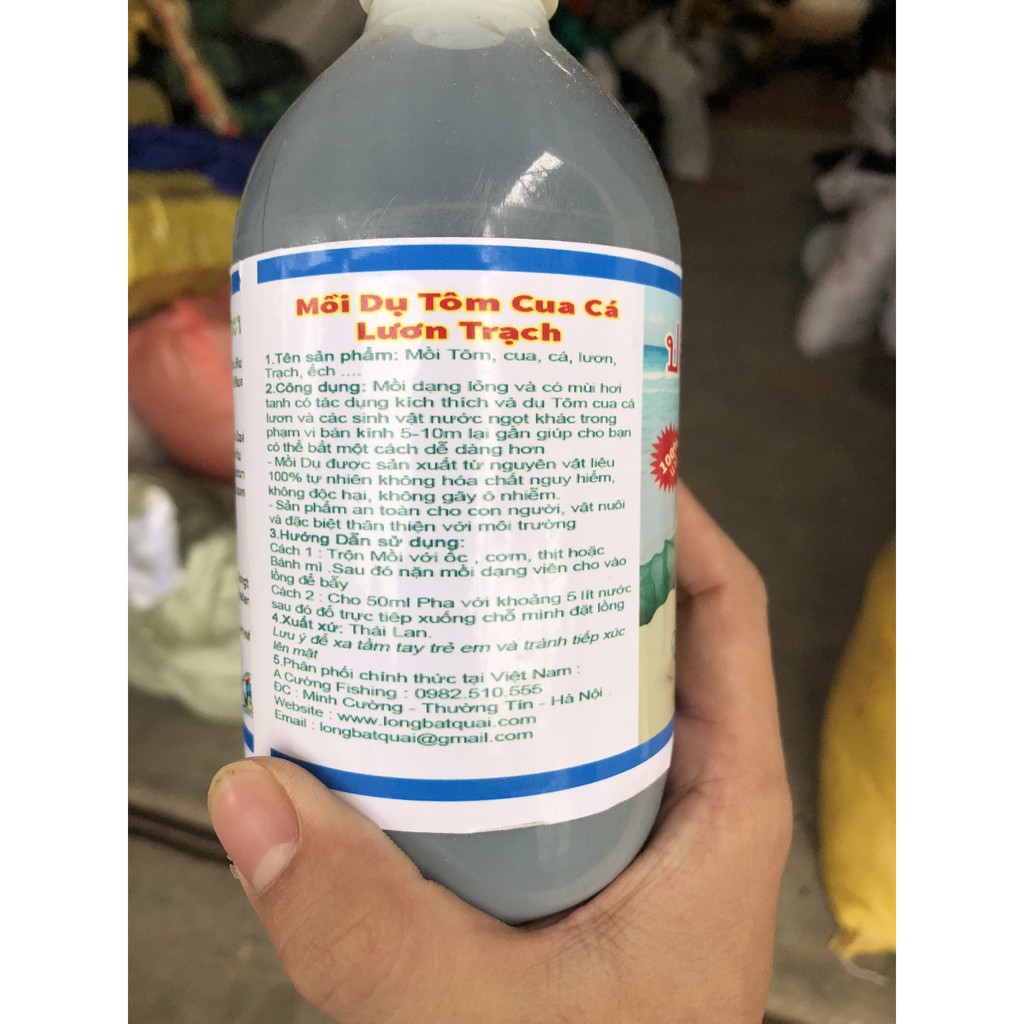 Mồi Dụ Tôm Cua Cá
Lươn Trạch
1.Tên sản phẩm: Mồi Tôm, cua, cá, lươn,
Trạch, ếch ....
2.Công dụng: Mồi dang lỏng và có mùi hơi
tanh có tác dụng kích thích và dụ Tôm cua cá
lươn và các sinh vật nước ngọt khác trong
phạm vi bán kính 5-10m lại gần giúp cho bạn
có thể bắt một cách dễ dàng hơn
- Mồi Dụ được sản xuất từ nguyên vật liệu
100% tự nhiên không hóa chất nguy hiểm,
không độc hại, không gây ô nhiễm.
- Sản phẩm an toàn cho con người, vật nuôi
và đặc biệt thân thiện với môi trường
3.Hướng Dẫn sử dụng:
Cách 1 : Trộn Mồi với ốc , cơm, thịt hoặc
Bánh mì .Sau đó nặn mồi dạng viên cho vào
lồng để bẫy
Cách 2 : Cho 50ml Pha với khoảng 5 lít nước
sau đó đổ trực tiếp xuống chỗ mình đặt lồng
4.Xuất xứ: Thái Lan.
Lưu ý để xa tầm tay trẻ em và tránh tiếp xúc
lên mặt
5.Phân phối chính thức tại Việt Nam :
A Cường Fishing : 0982.510.555
ĐC : Minh Cường - Thường Tín - Hà Nội .
Website : www.longbatquai.com
Email : longbatquai@gmail.com